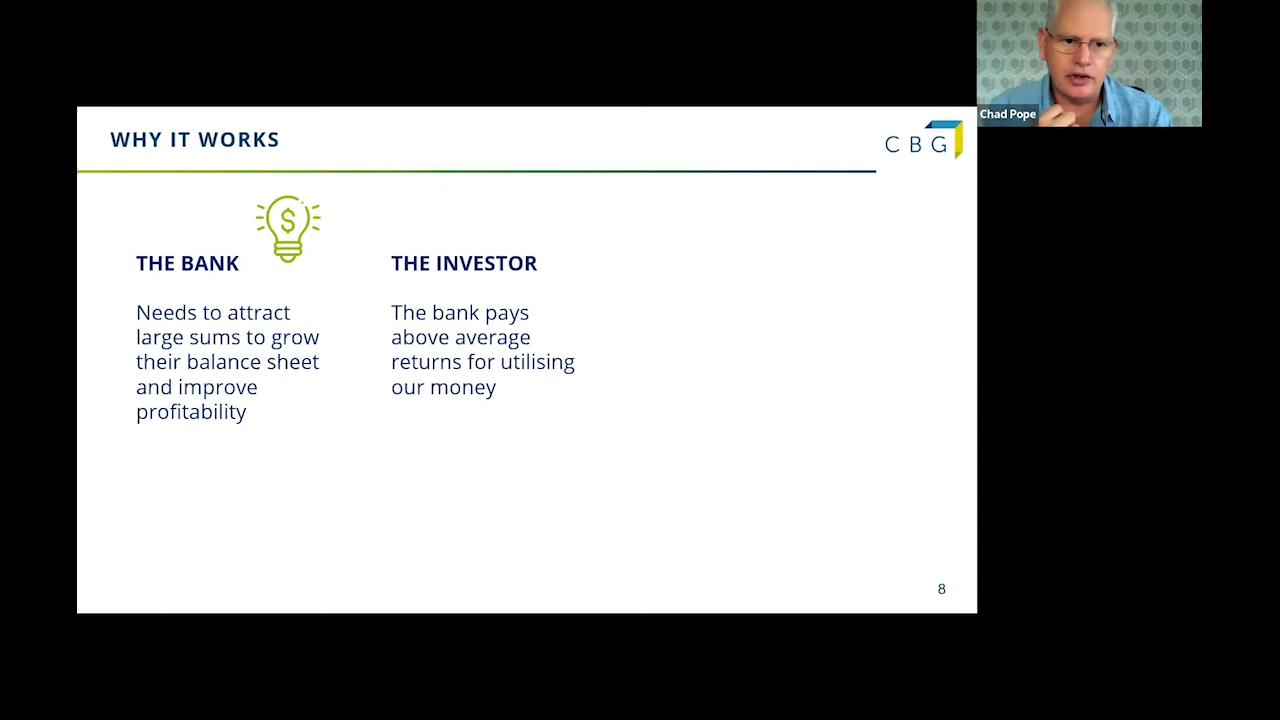 Chad Pope
WHY IT WORKS
CBG
$
THE BANK
Needs to attract
large sums to grow
their balance sheet
and improve
profitability
THE INVESTOR
The bank pays
above average
returns for utilising
our money
8